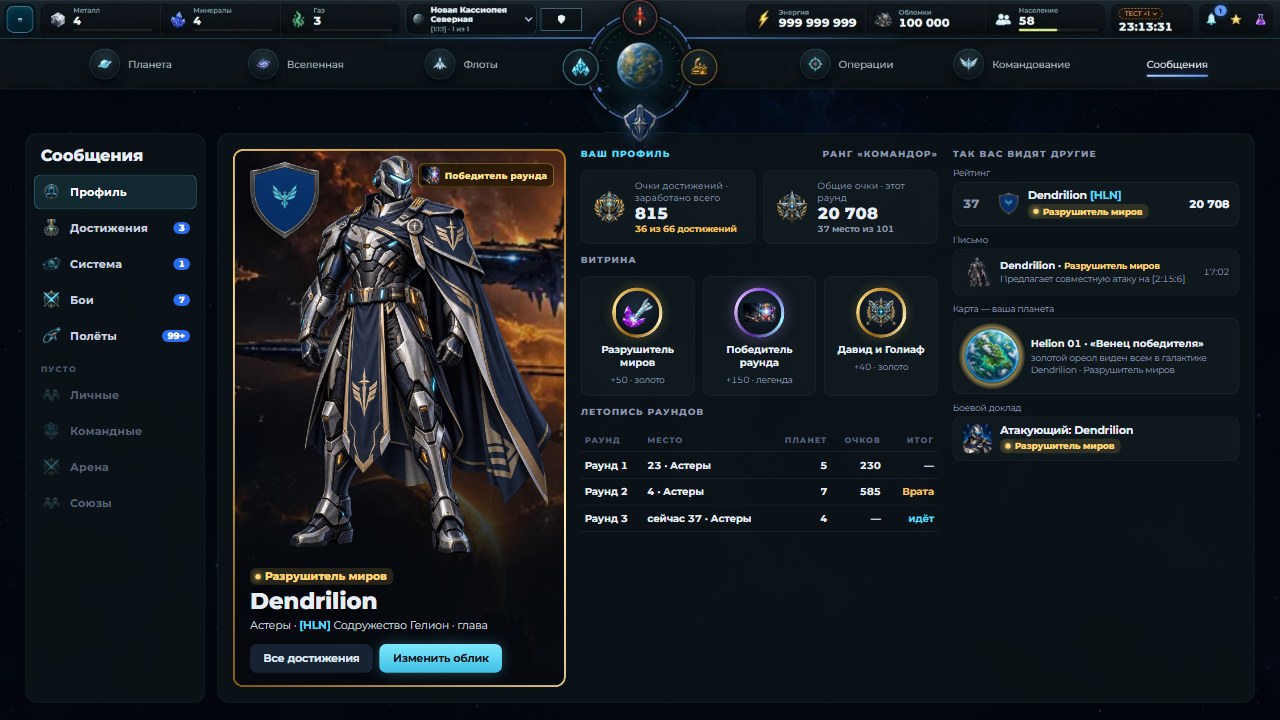 Металл
4
Минералы
4
Газ
3
Новая Кассиопея
Северная
[1:1:1] · 1 из 1
Энергия
999 999 999
Обломки
100 000
Население
58
ТЕСТ ×1
23:13:31
1
Планета
Вселенная
Флоты
Операции
Командование
Сообщения
Сообщения
Профиль
Достижения
3
Система
1
Бои
7
Полёты
99+
ПУСТО
Личные
Командные
Арена
Союзы
Победитель раунда
Разрушитель миров
Dendrilion
Астеры · [HLN] Содружество Гелион · глава
Все достижения
Изменить облик
ВАШ ПРОФИЛЬ
РАНГ «КОМАНДОР»
Очки достижений ·
заработано всего
815
36 из 66 достижений
Общие очки · этот
раунд
20 708
37 место из 101
ВИТРИНА
Разрушитель
миров
+50 · золото
Победитель
раунда
+150 · легенда
Давид и Голиаф
+40 · золото
ЛЕТОПИСЬ РАУНДОВ
РАУНД МЕСТО ПЛАНЕТ ОЧКОВ ИТОГ
Раунд 1 23 · Астеры 5 230 —
Раунд 2 4 · Астеры 7 585 Врата
Раунд 3 сейчас 37 · Астеры 4 — идёт
ТАК ВАС ВИДЯТ ДРУГИЕ
Рейтинг
37
Dendrilion [HLN]
Разрушитель миров
20 708
Письмо
Dendrilion · Разрушитель миров
Предлагает совместную атаку на [2:15:6]
17:02
Карта — ваша планета
Helion 01 · «Венец победителя»
золотой ореол виден всем в галактике
Dendrilion · Разрушитель миров
Боевой доклад
Атакующий: Dendrilion
Разрушитель миров